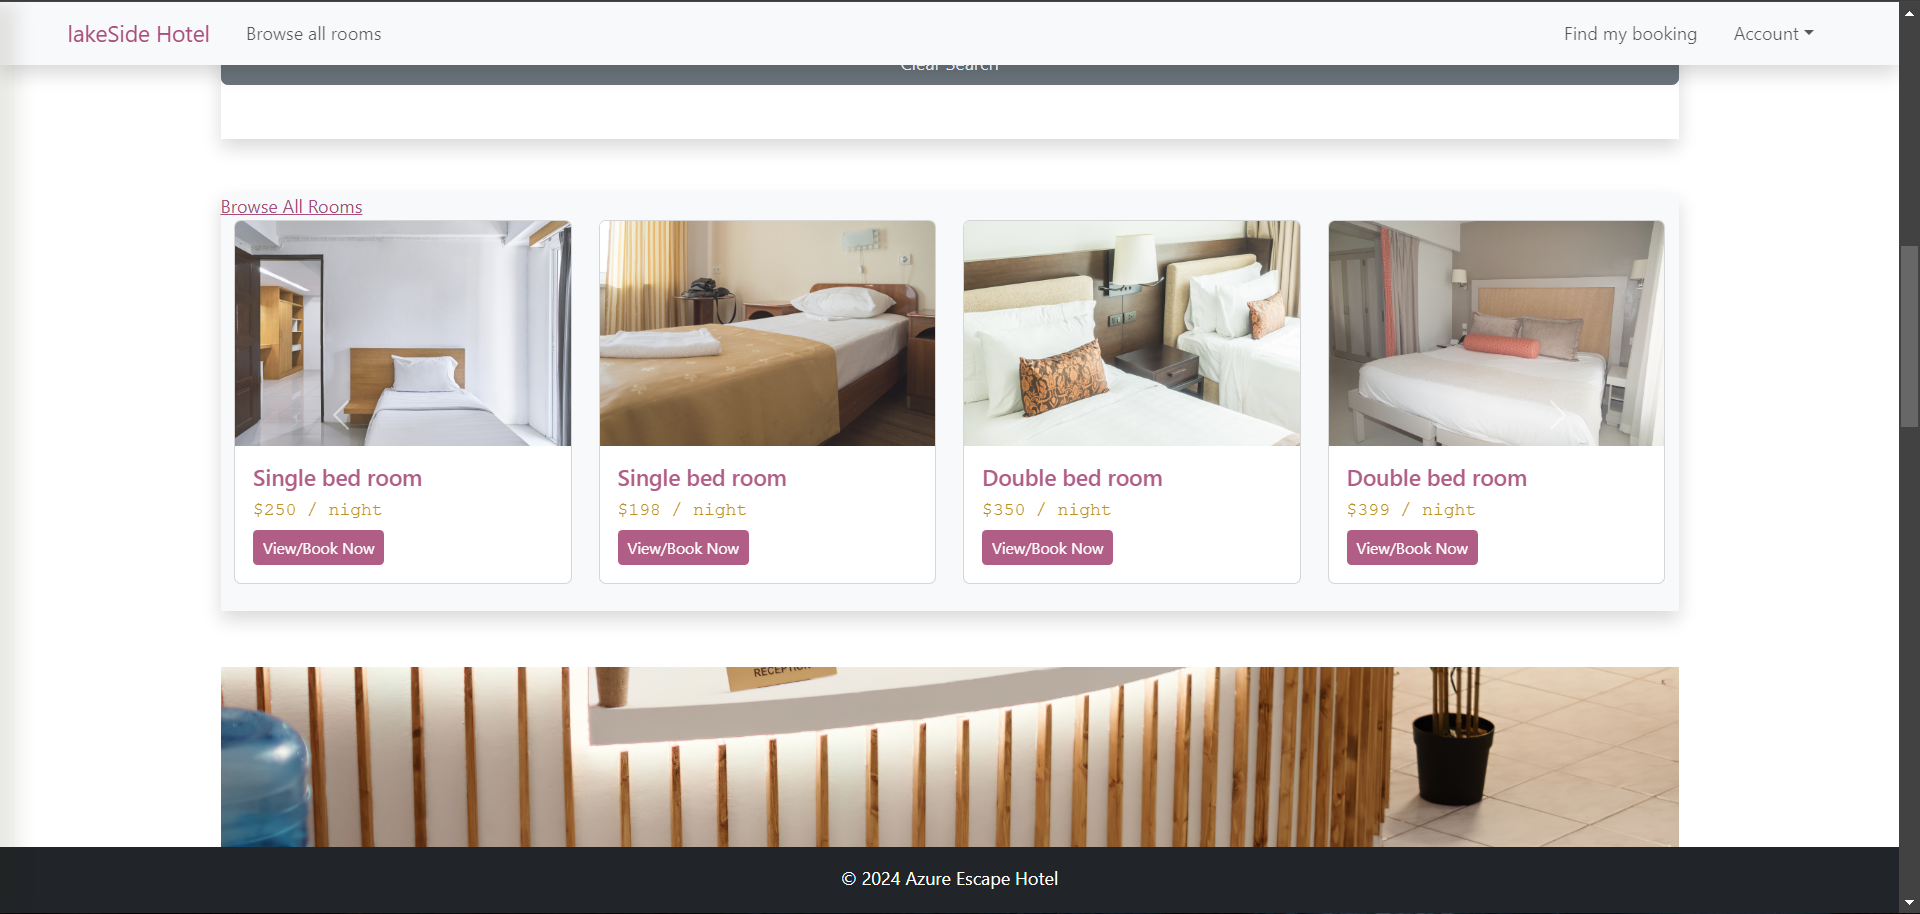 lakeSide Hotel Browse all rooms Find my booking Account
Clear Search
Browse All Rooms
Single bed room
$250 / night
View/Book Now
Single bed room
$198 / night
View/Book Now
Double bed room
$350 / night
View/Book Now
Double bed room
$399 / night
View/Book Now
RECEPTION
© 2024 Azure Escape Hotel